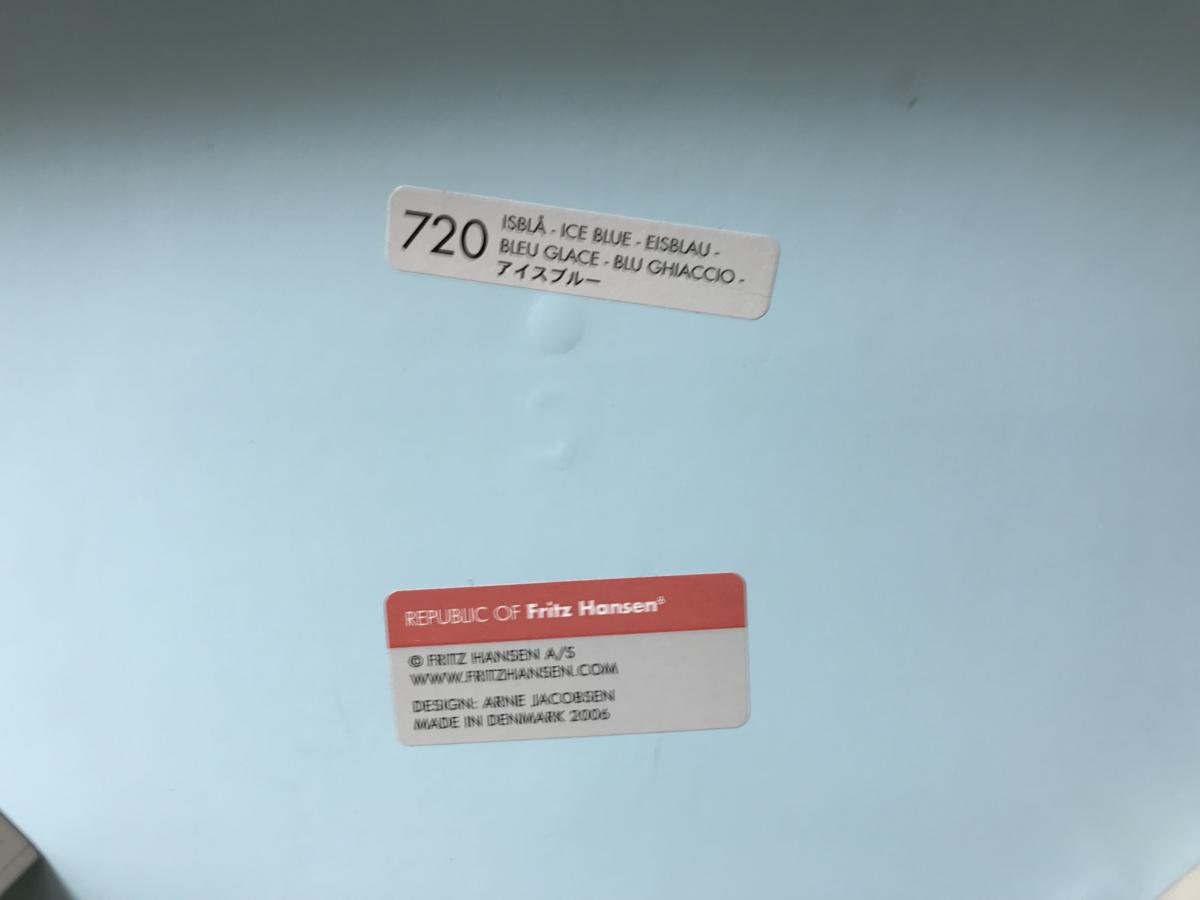 720
ISBLÅ - ICE BLUE - EISBLAU -
BLEU GLACE - BLU GHIACCIO -
アイスブルー
REPUBLIC OF Fritz Hansen®
© FRITZ HANSEN A/S
WWW.FRITZHANSEN.COM
DESIGN: ARNE JACOBSEN
MADE IN DENMARK 2006